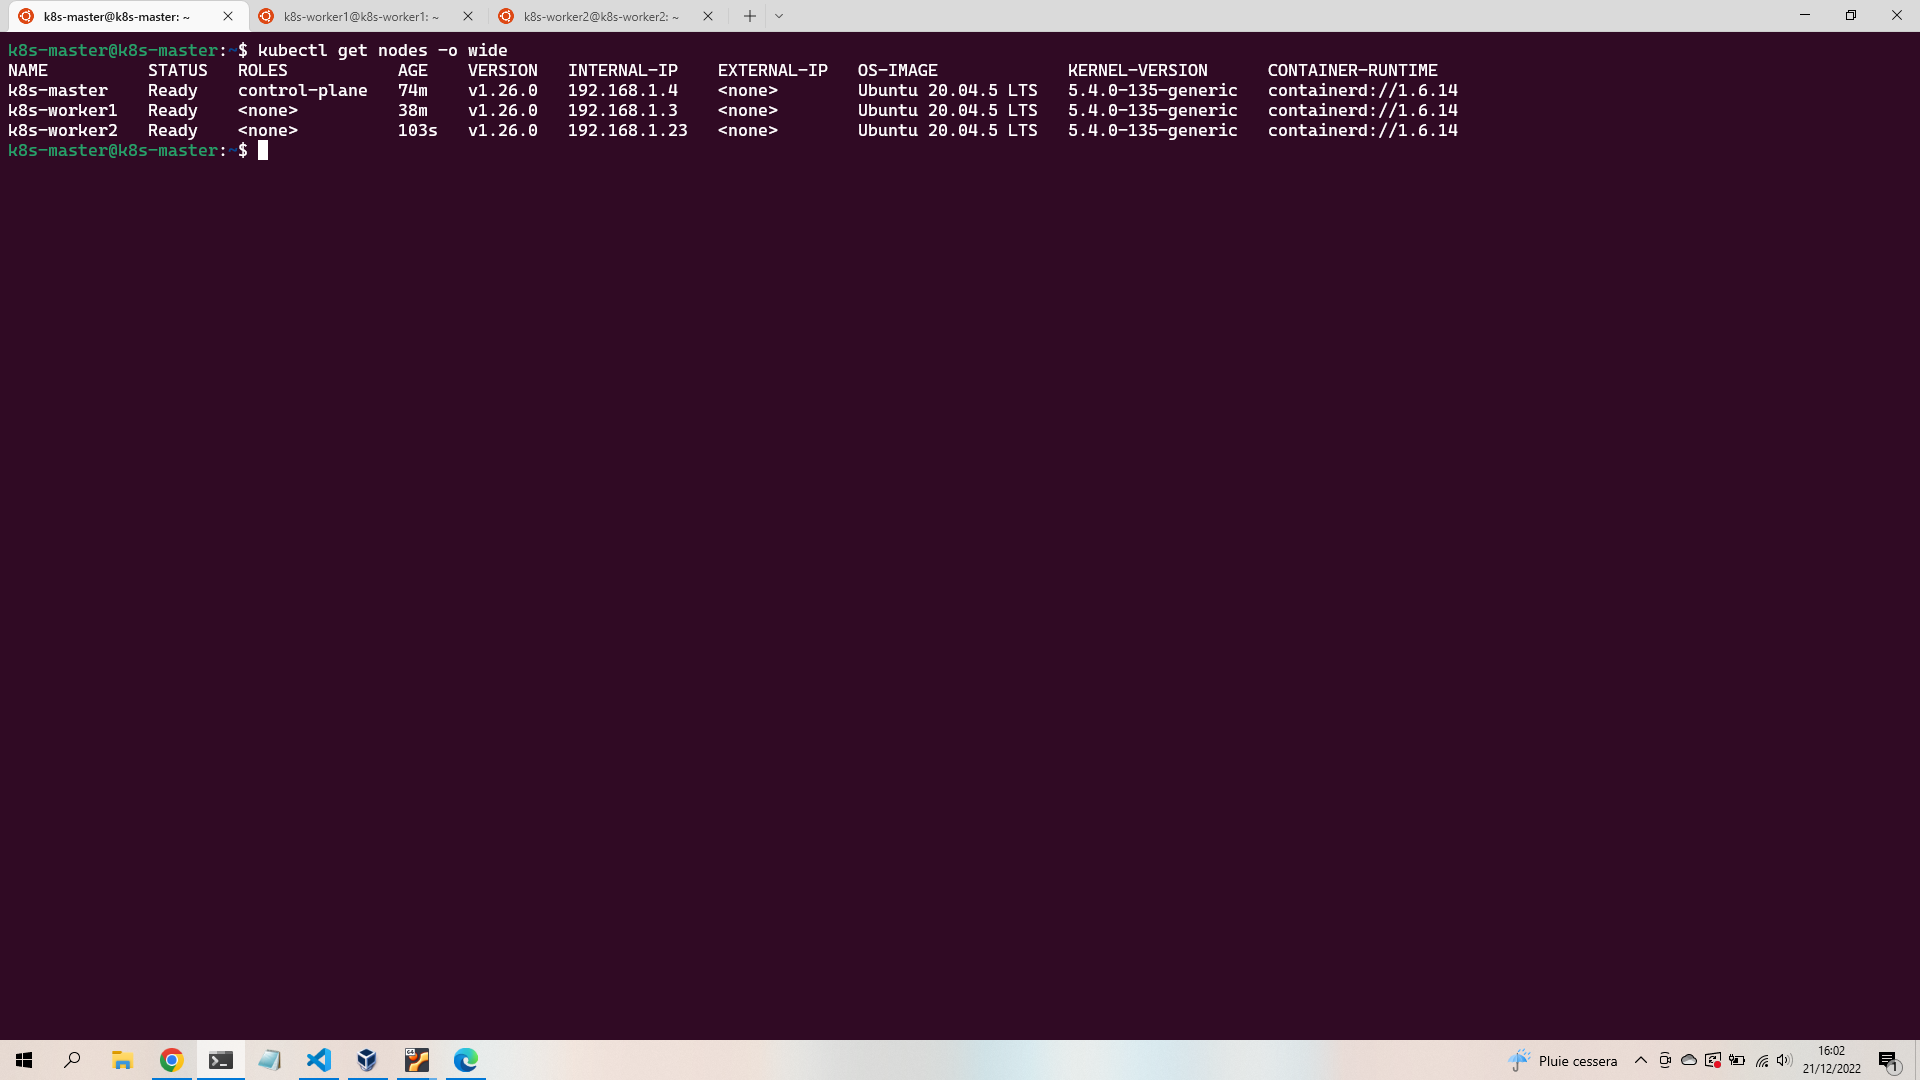 k8s-master@k8s-master: ~ k8s-worker1@k8s-worker1: ~ k8s-worker2@k8s-worker2: ~
k8s-master@k8s-master:~$ kubectl get nodes -o wide
NAME STATUS ROLES AGE VERSION INTERNAL-IP EXTERNAL-IP OS-IMAGE KERNEL-VERSION CONTAINER-RUNTIME
k8s-master Ready control-plane 74m v1.26.0 192.168.1.4 <none> Ubuntu 20.04.5 LTS 5.4.0-135-generic containerd://1.6.14
k8s-worker1 Ready <none> 38m v1.26.0 192.168.1.3 <none> Ubuntu 20.04.5 LTS 5.4.0-135-generic containerd://1.6.14
k8s-worker2 Ready <none> 103s v1.26.0 192.168.1.23 <none> Ubuntu 20.04.5 LTS 5.4.0-135-generic containerd://1.6.14
k8s-master@k8s-master:~$
Pluie cessera
16:02
21/12/2022
1